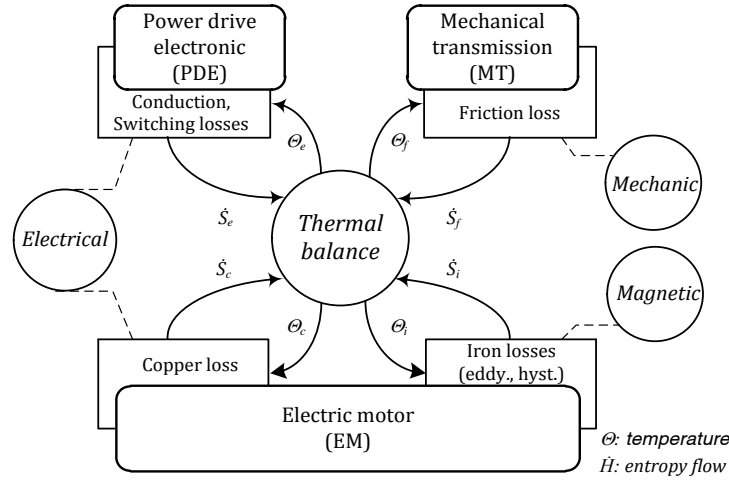 Power drive
electronic
(PDE)
Mechanical
transmission
(MT)
Conduction,
Switching losses
Friction loss
Θe
Θf
Mechanic
Ṡe
Thermal
balance
Ṡf
Electrical
Ṡc
Ṡi
Magnetic
Θc
Θi
Copper loss
Iron losses
(eddy., hyst.)
Electric motor
(EM)
Θ: temperature
Ḣ: entropy flow